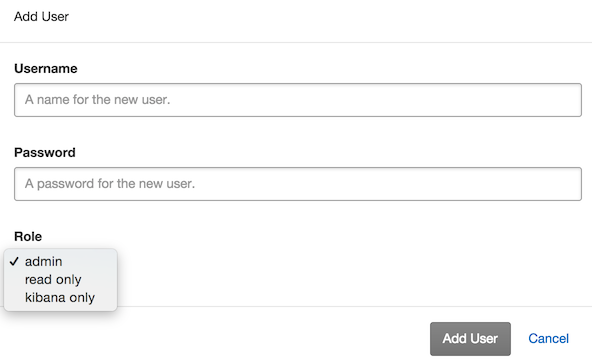 Add User
Username
A name for the new user.
Password
A password for the new user.
Role
✓ admin
read only
kibana only
Add User Cancel